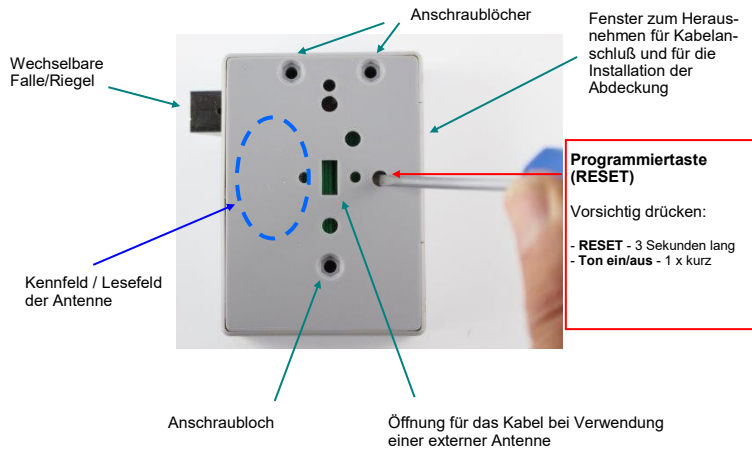 Anschraublöcher
Fenster zum Heraus-
nehmen für Kabelan-
schluß und für die
Installation der
Abdeckung
Wechselbare
Falle/Riegel
Programmiertaste
(RESET)
Vorsichtig drücken:
- RESET - 3 Sekunden lang
- Ton ein/aus - 1 x kurz
Kennfeld / Lesefeld
der Antenne
Anschraubloch
Öffnung für das Kabel bei Verwendung
einer externer Antenne